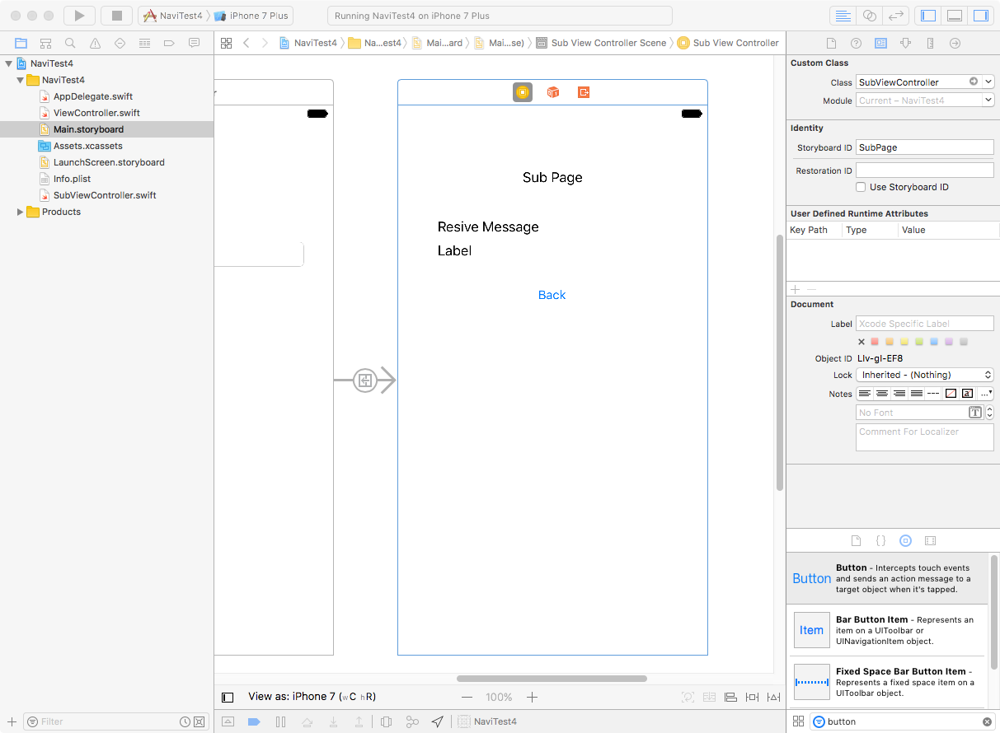 NaviTest4 iPhone 7 Plus
Running NaviTest4 on iPhone 7 Plus
NaviTest4 Na...est4 Mai...ard Mai...se) Sub View Controller Scene Sub View Controller
NaviTest4
NaviTest4
AppDelegate.swift
ViewController.swift
Main.storyboard
Assets.xcassets
LaunchScreen.storyboard
Info.plist
SubViewController.swift
Products
Filter
Sub Page
Resive Message
Label
Back
View as: iPhone 7 (wC hR)
100%
NaviTest4
Custom Class
Class SubViewController
Module Current – NaviTest4
Identity
Storyboard ID SubPage
Restoration ID
Use Storyboard ID
User Defined Runtime Attributes
Key Path Type Value
Document
Label Xcode Specific Label
Object ID LIv-gI-EF8
Lock Inherited - (Nothing)
Notes
No Font
Comment For Localizer
Button
Button - Intercepts touch events
and sends an action message to a
target object when it's tapped.
Item
Bar Button Item - Represents an
item on a UIToolbar or
UINavigationItem object.
Fixed Space Bar Button Item -
Represents a fixed space item on a
UIToolbar object.
button